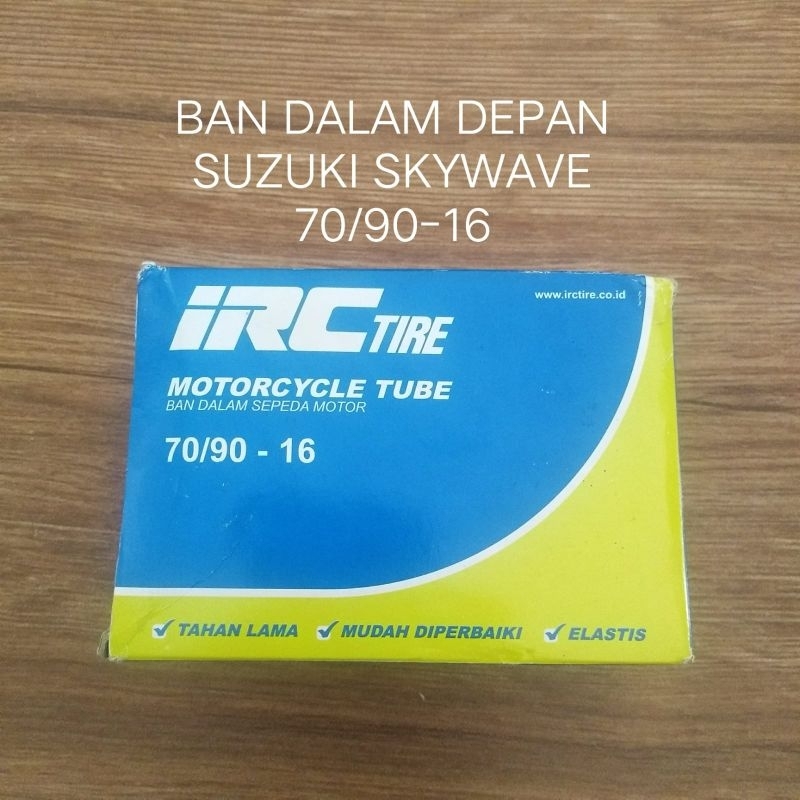 BAN DALAM DEPAN
SUZUKI SKYWAVE
70/90-16
iRC TIRE
www.irctire.co.id
MOTORCYCLE TUBE
BAN DALAM SEPEDA MOTOR
70/90 - 16
TAHAN LAMA MUDAH DIPERBAIKI ELASTIS